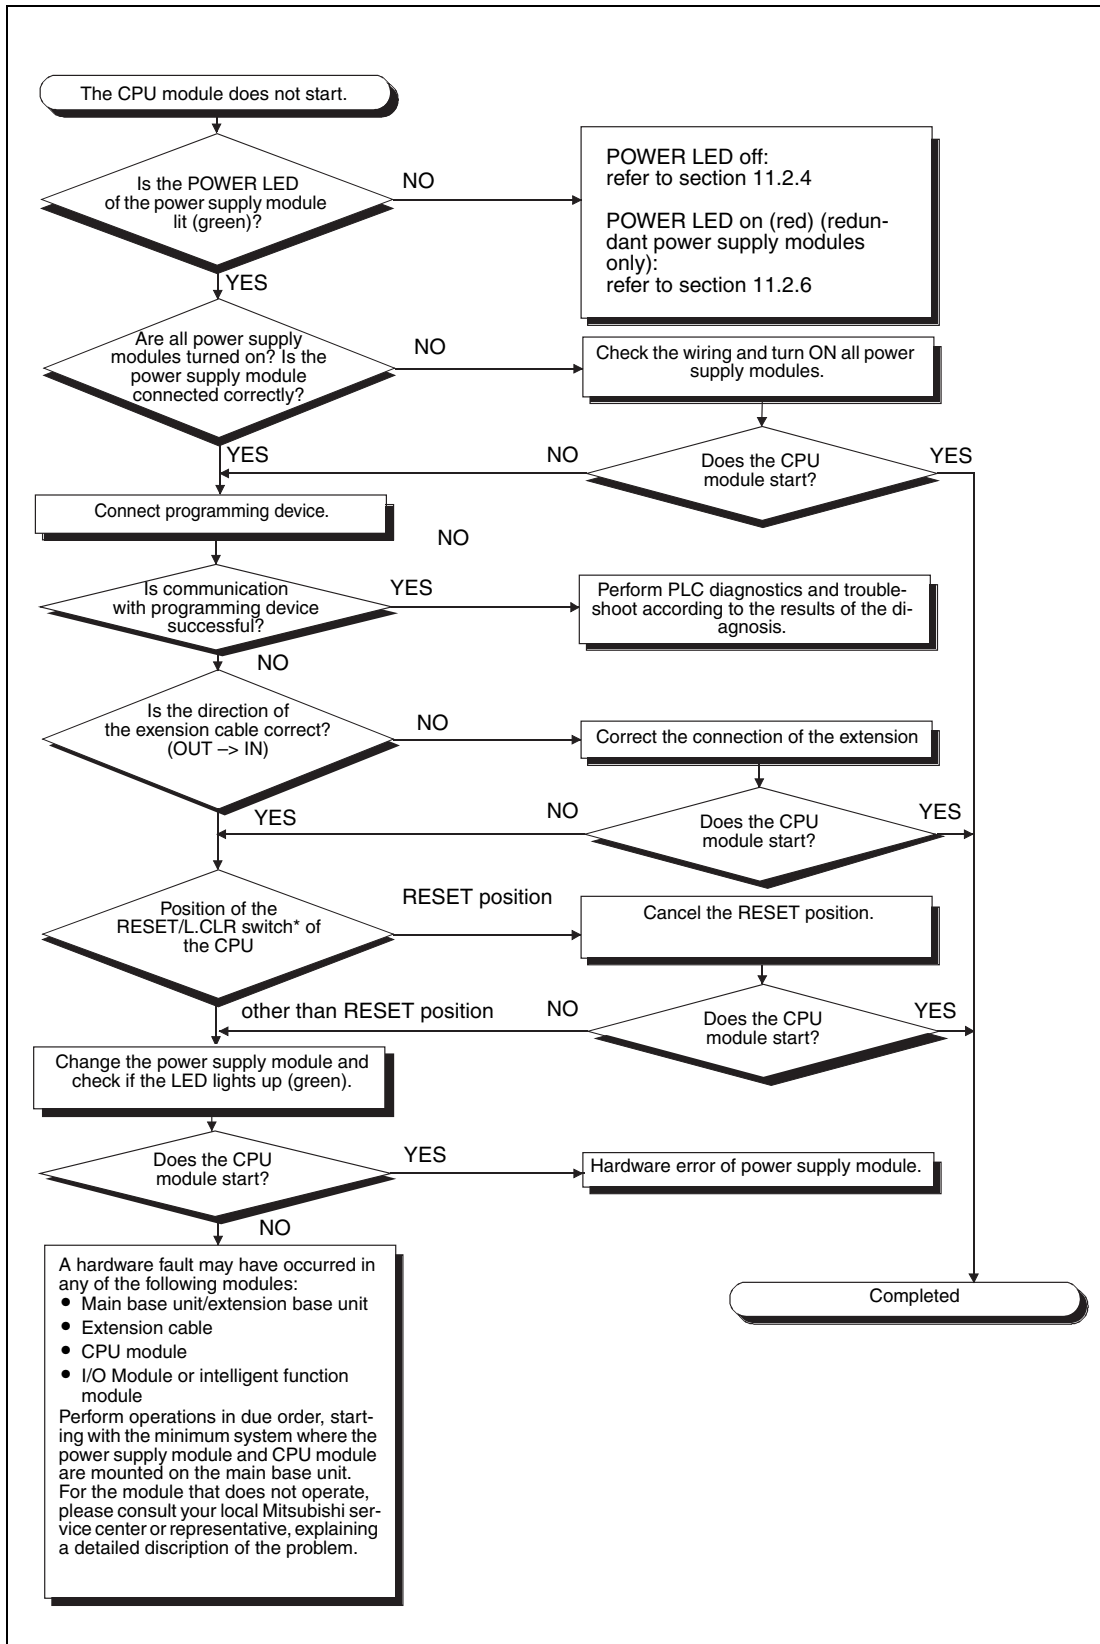 The CPU module does not start.
Is the POWER LED
of the power supply module
lit (green)?
NO
POWER LED off:
refer to section 11.2.4
POWER LED on (red) (redun-
dant power supply modules
only):
refer to section 11.2.6
YES
Are all power supply
modules turned on? Is the
power supply module
connected correctly?
NO
Check the wiring and turn ON all power
supply modules.
YES
NO
Does the CPU
module start?
YES
Connect programming device.
NO
Is communication
with programming device
successful?
YES
Perform PLC diagnostics and trouble-
shoot according to the results of the di-
agnosis.
NO
Is the direction of
the exension cable correct?
(OUT –> IN)
NO
Correct the connection of the extension
YES
NO
Does the CPU
module start?
YES
Position of the
RESET/L.CLR switch* of
the CPU
RESET position
Cancel the RESET position.
other than RESET position
NO
Does the CPU
module start?
YES
Change the power supply module and
check if the LED lights up (green).
Does the CPU
module start?
YES
Hardware error of power supply module.
NO
A hardware fault may have occurred in
any of the following modules:
● Main base unit/extension base unit
● Extension cable
● CPU module
● I/O Module or intelligent function
module
Perform operations in due order, start-
ing with the minimum system where the
power supply module and CPU module
are mounted on the main base unit.
For the module that does not operate,
please consult your local Mitsubishi ser-
vice center or representative, explaining
a detailed discription of the problem.
Completed